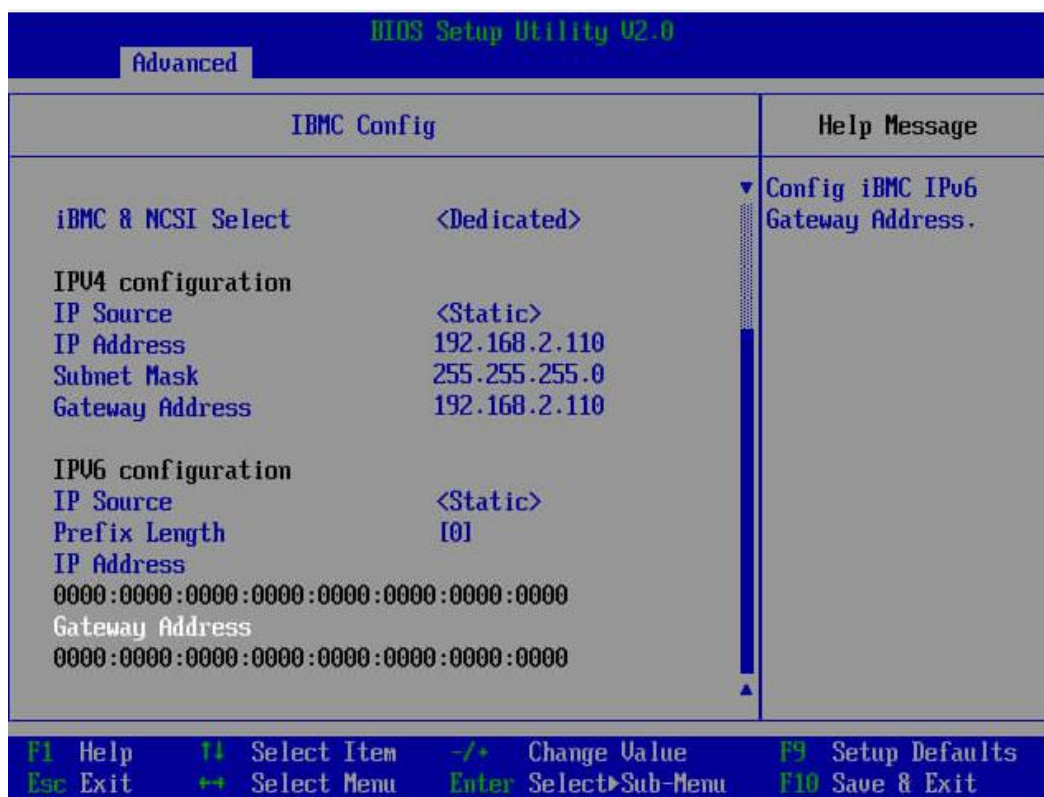 BIOS Setup Utility V2.0
Advanced
IBMC Config
Help Message
iBMC & NCSI Select <Dedicated>
IPV4 configuration
IP Source <Static>
IP Address 192.168.2.110
Subnet Mask 255.255.255.0
Gateway Address 192.168.2.110
IPV6 configuration
IP Source <Static>
Prefix Length [0]
IP Address
0000:0000:0000:0000:0000:0000:0000:0000
Gateway Address
0000:0000:0000:0000:0000:0000:0000:0000
Config iBMC IPv6
Gateway Address.
F1 Help ↑↓ Select Item -/+ Change Value F9 Setup Defaults
Esc Exit ←→ Select Menu Enter Select▶Sub-Menu F10 Save & Exit